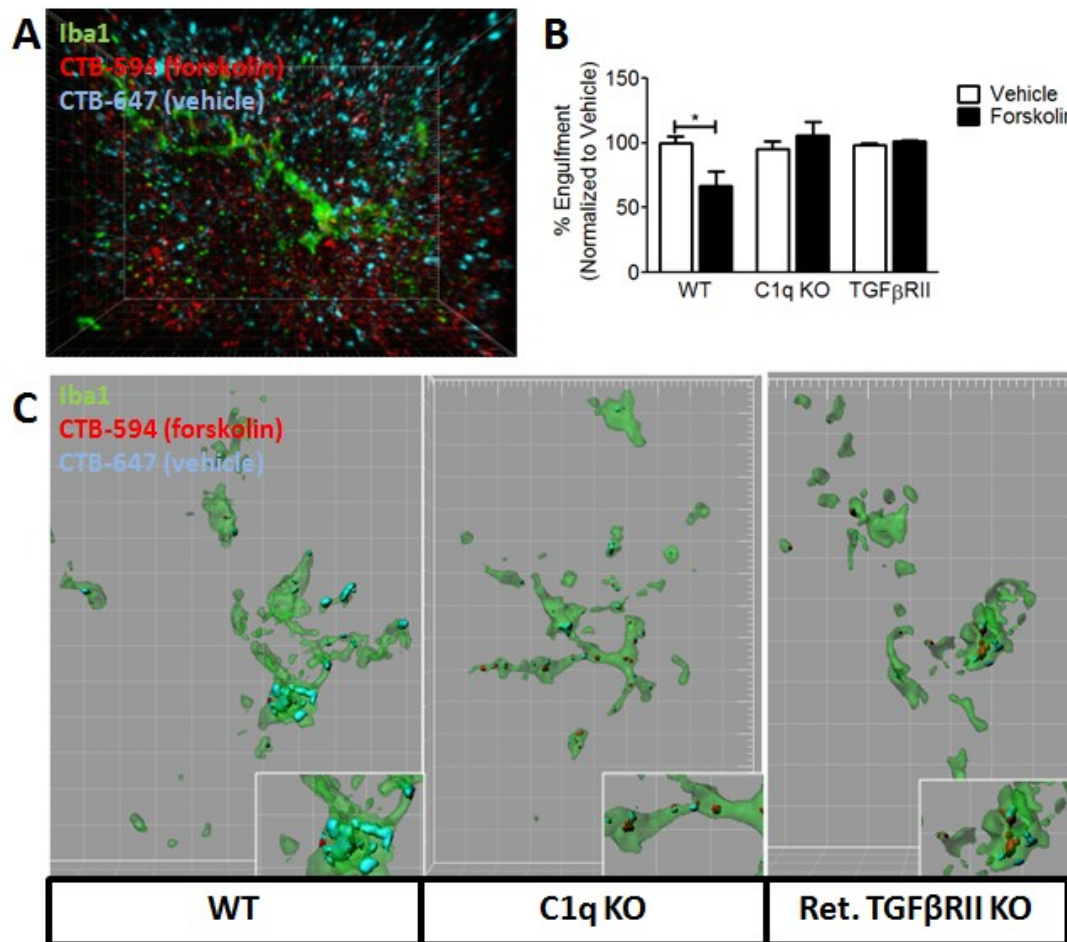 A
Iba1
CTB-594 (forskolin)
CTB-647 (vehicle)
B
% Engulfment
(Normalized to Vehicle)
150
100
50
0
*
WT
C1q KO
TGFβRII
Vehicle
Forskolin
C
Iba1
CTB-594 (forskolin)
CTB-647 (vehicle)
WT
C1q KO
Ret. TGFβRII KO